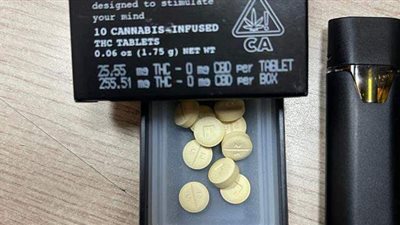 designed to stimulate
your mind
10 CANNABIS-INFUSED
THC TABLETS
0.06 oz (1.75 g) NET WT
25.55 mg THC - 0 mg CBD per TABLET
255.51 mg THC - 0 mg CBD per BOX
CA